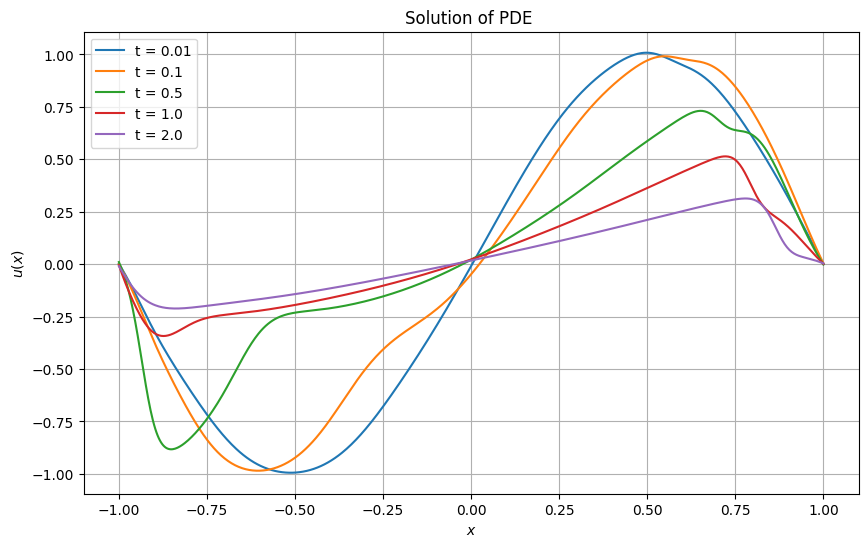 Solution of PDE
t = 0.01
t = 0.1
t = 0.5
t = 1.0
t = 2.0
1.00
0.75
0.50
0.25
0.00
−0.25
−0.50
−0.75
−1.00
u(x)
−1.00 −0.75 −0.50 −0.25 0.00 0.25 0.50 0.75 1.00
x